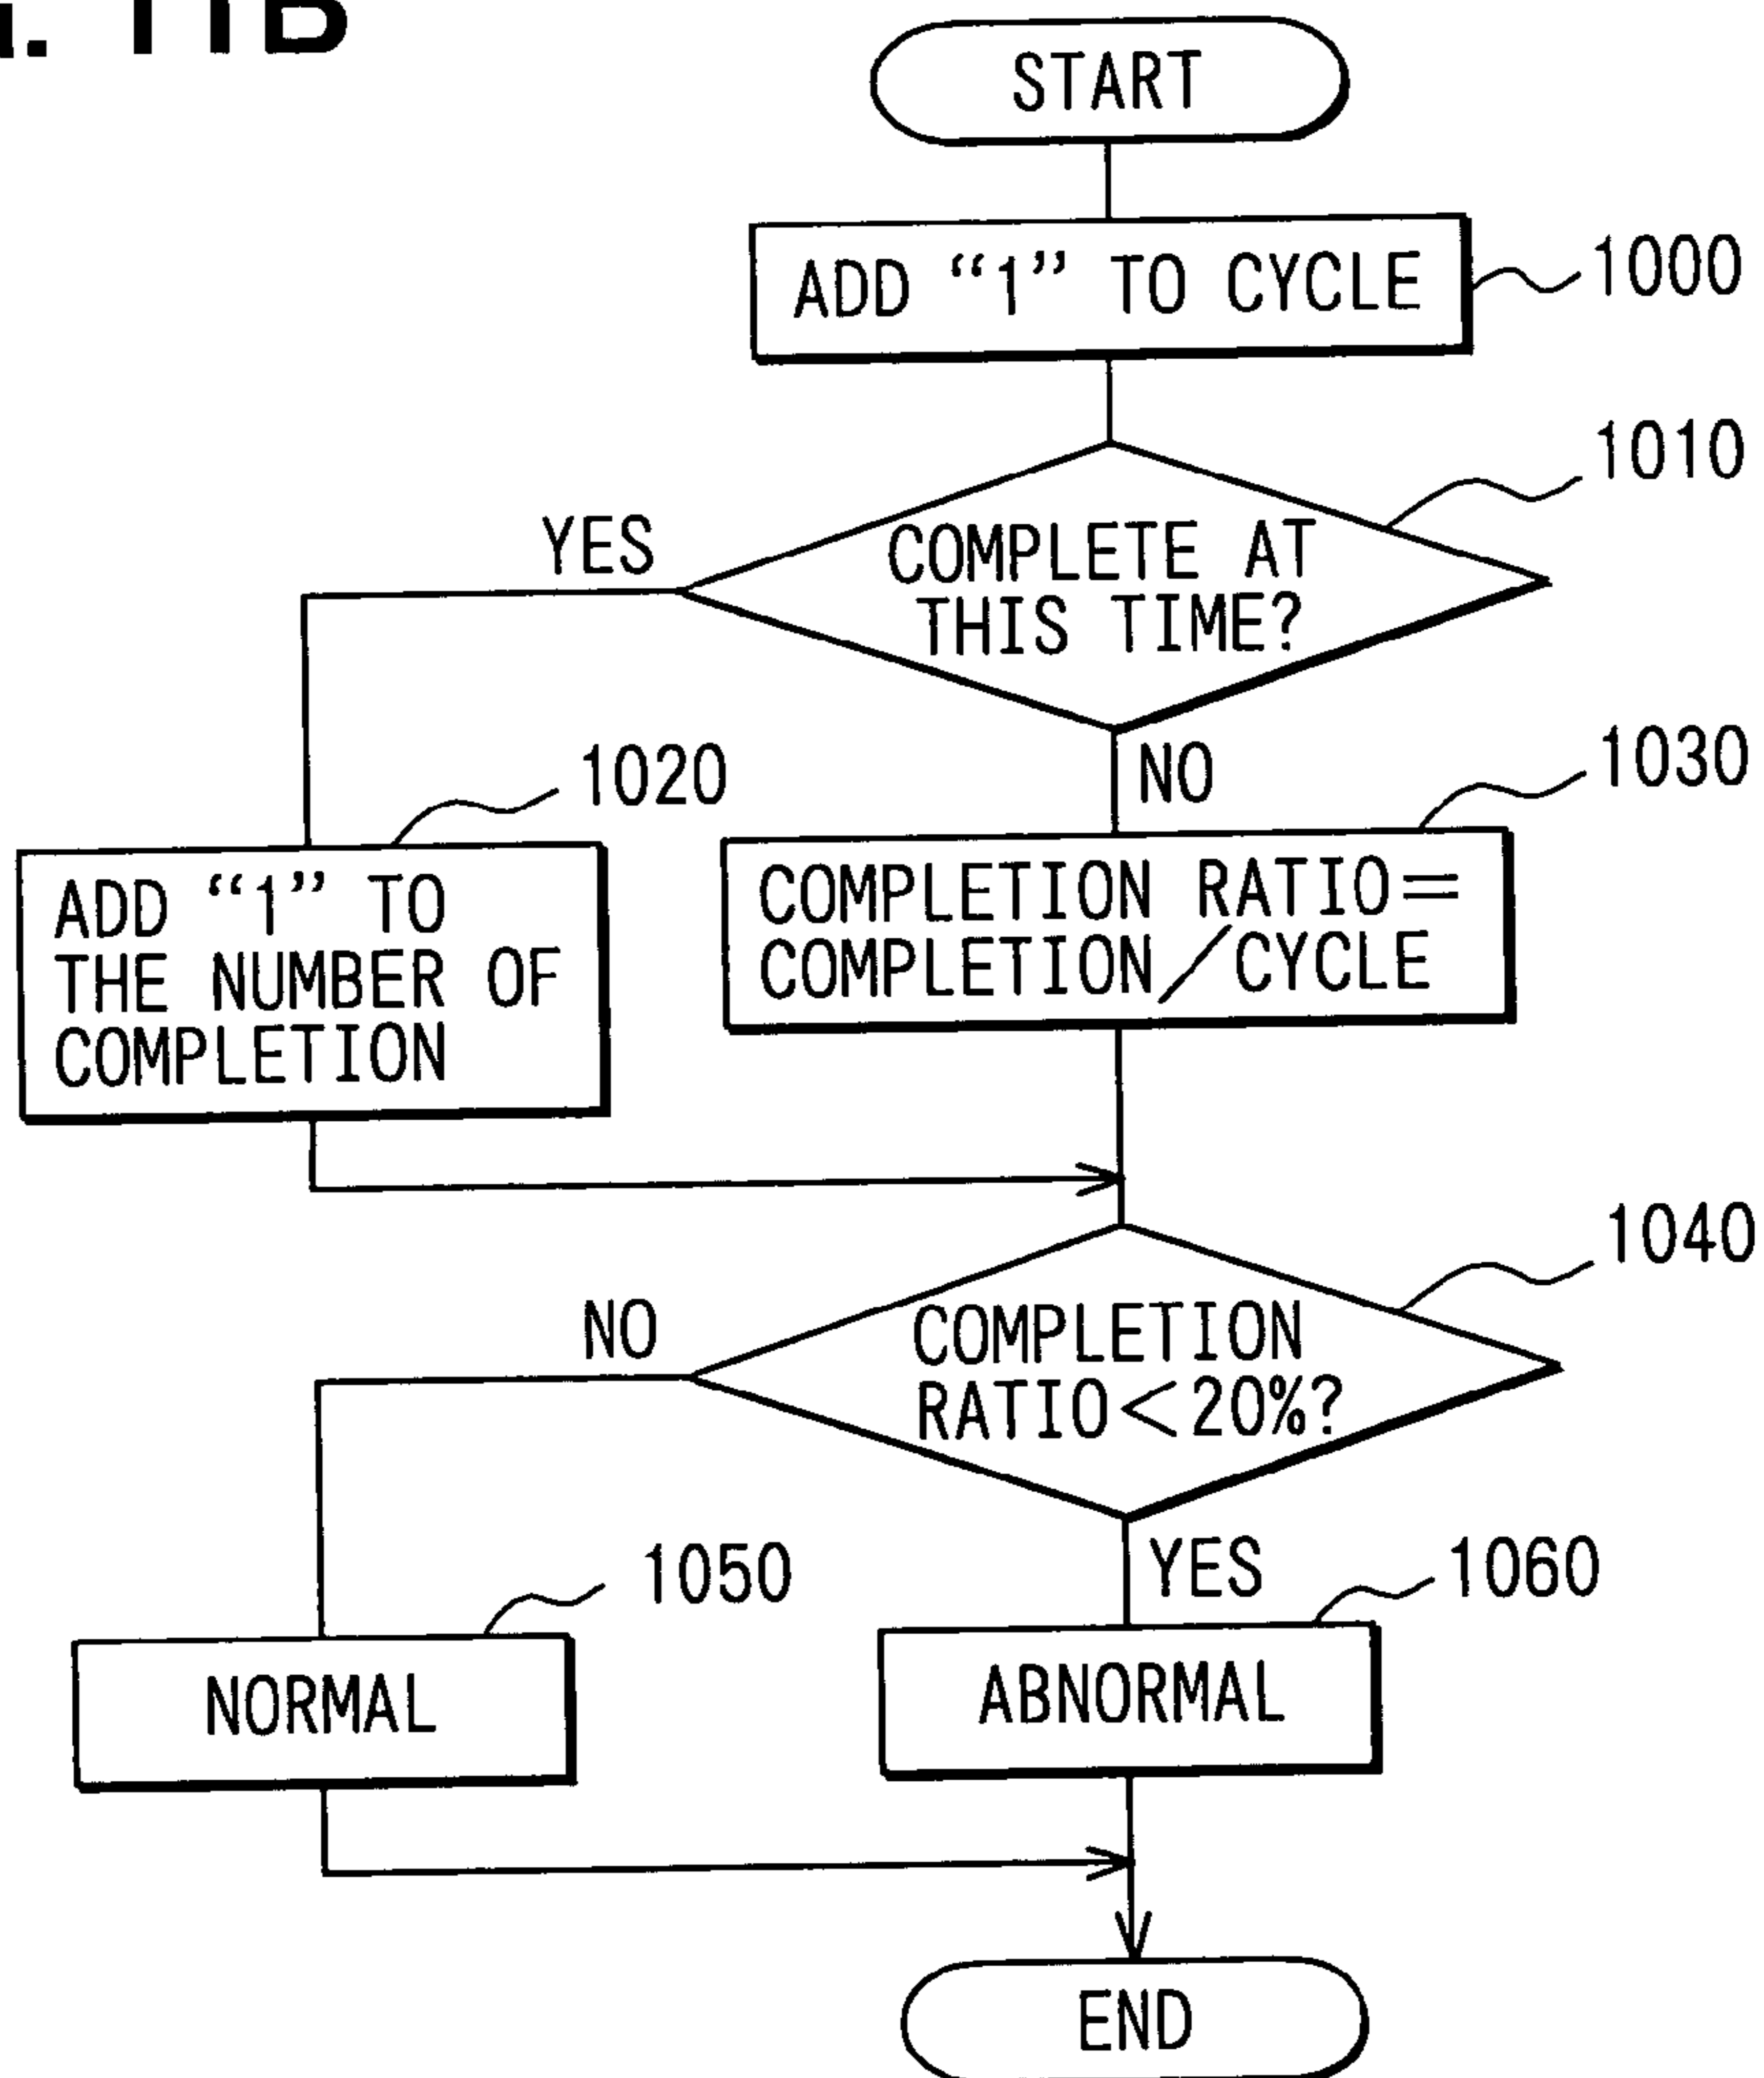 11B
START
ADD “1” TO CYCLE
1000
1010
YES
COMPLETE AT
THIS TIME?
NO
1020
1030
ADD “1” TO
THE NUMBER OF
COMPLETION
COMPLETION RATIO=
COMPLETION/CYCLE
1040
NO
COMPLETION
RATIO<20%?
YES
1050
1060
NORMAL
ABNORMAL
END